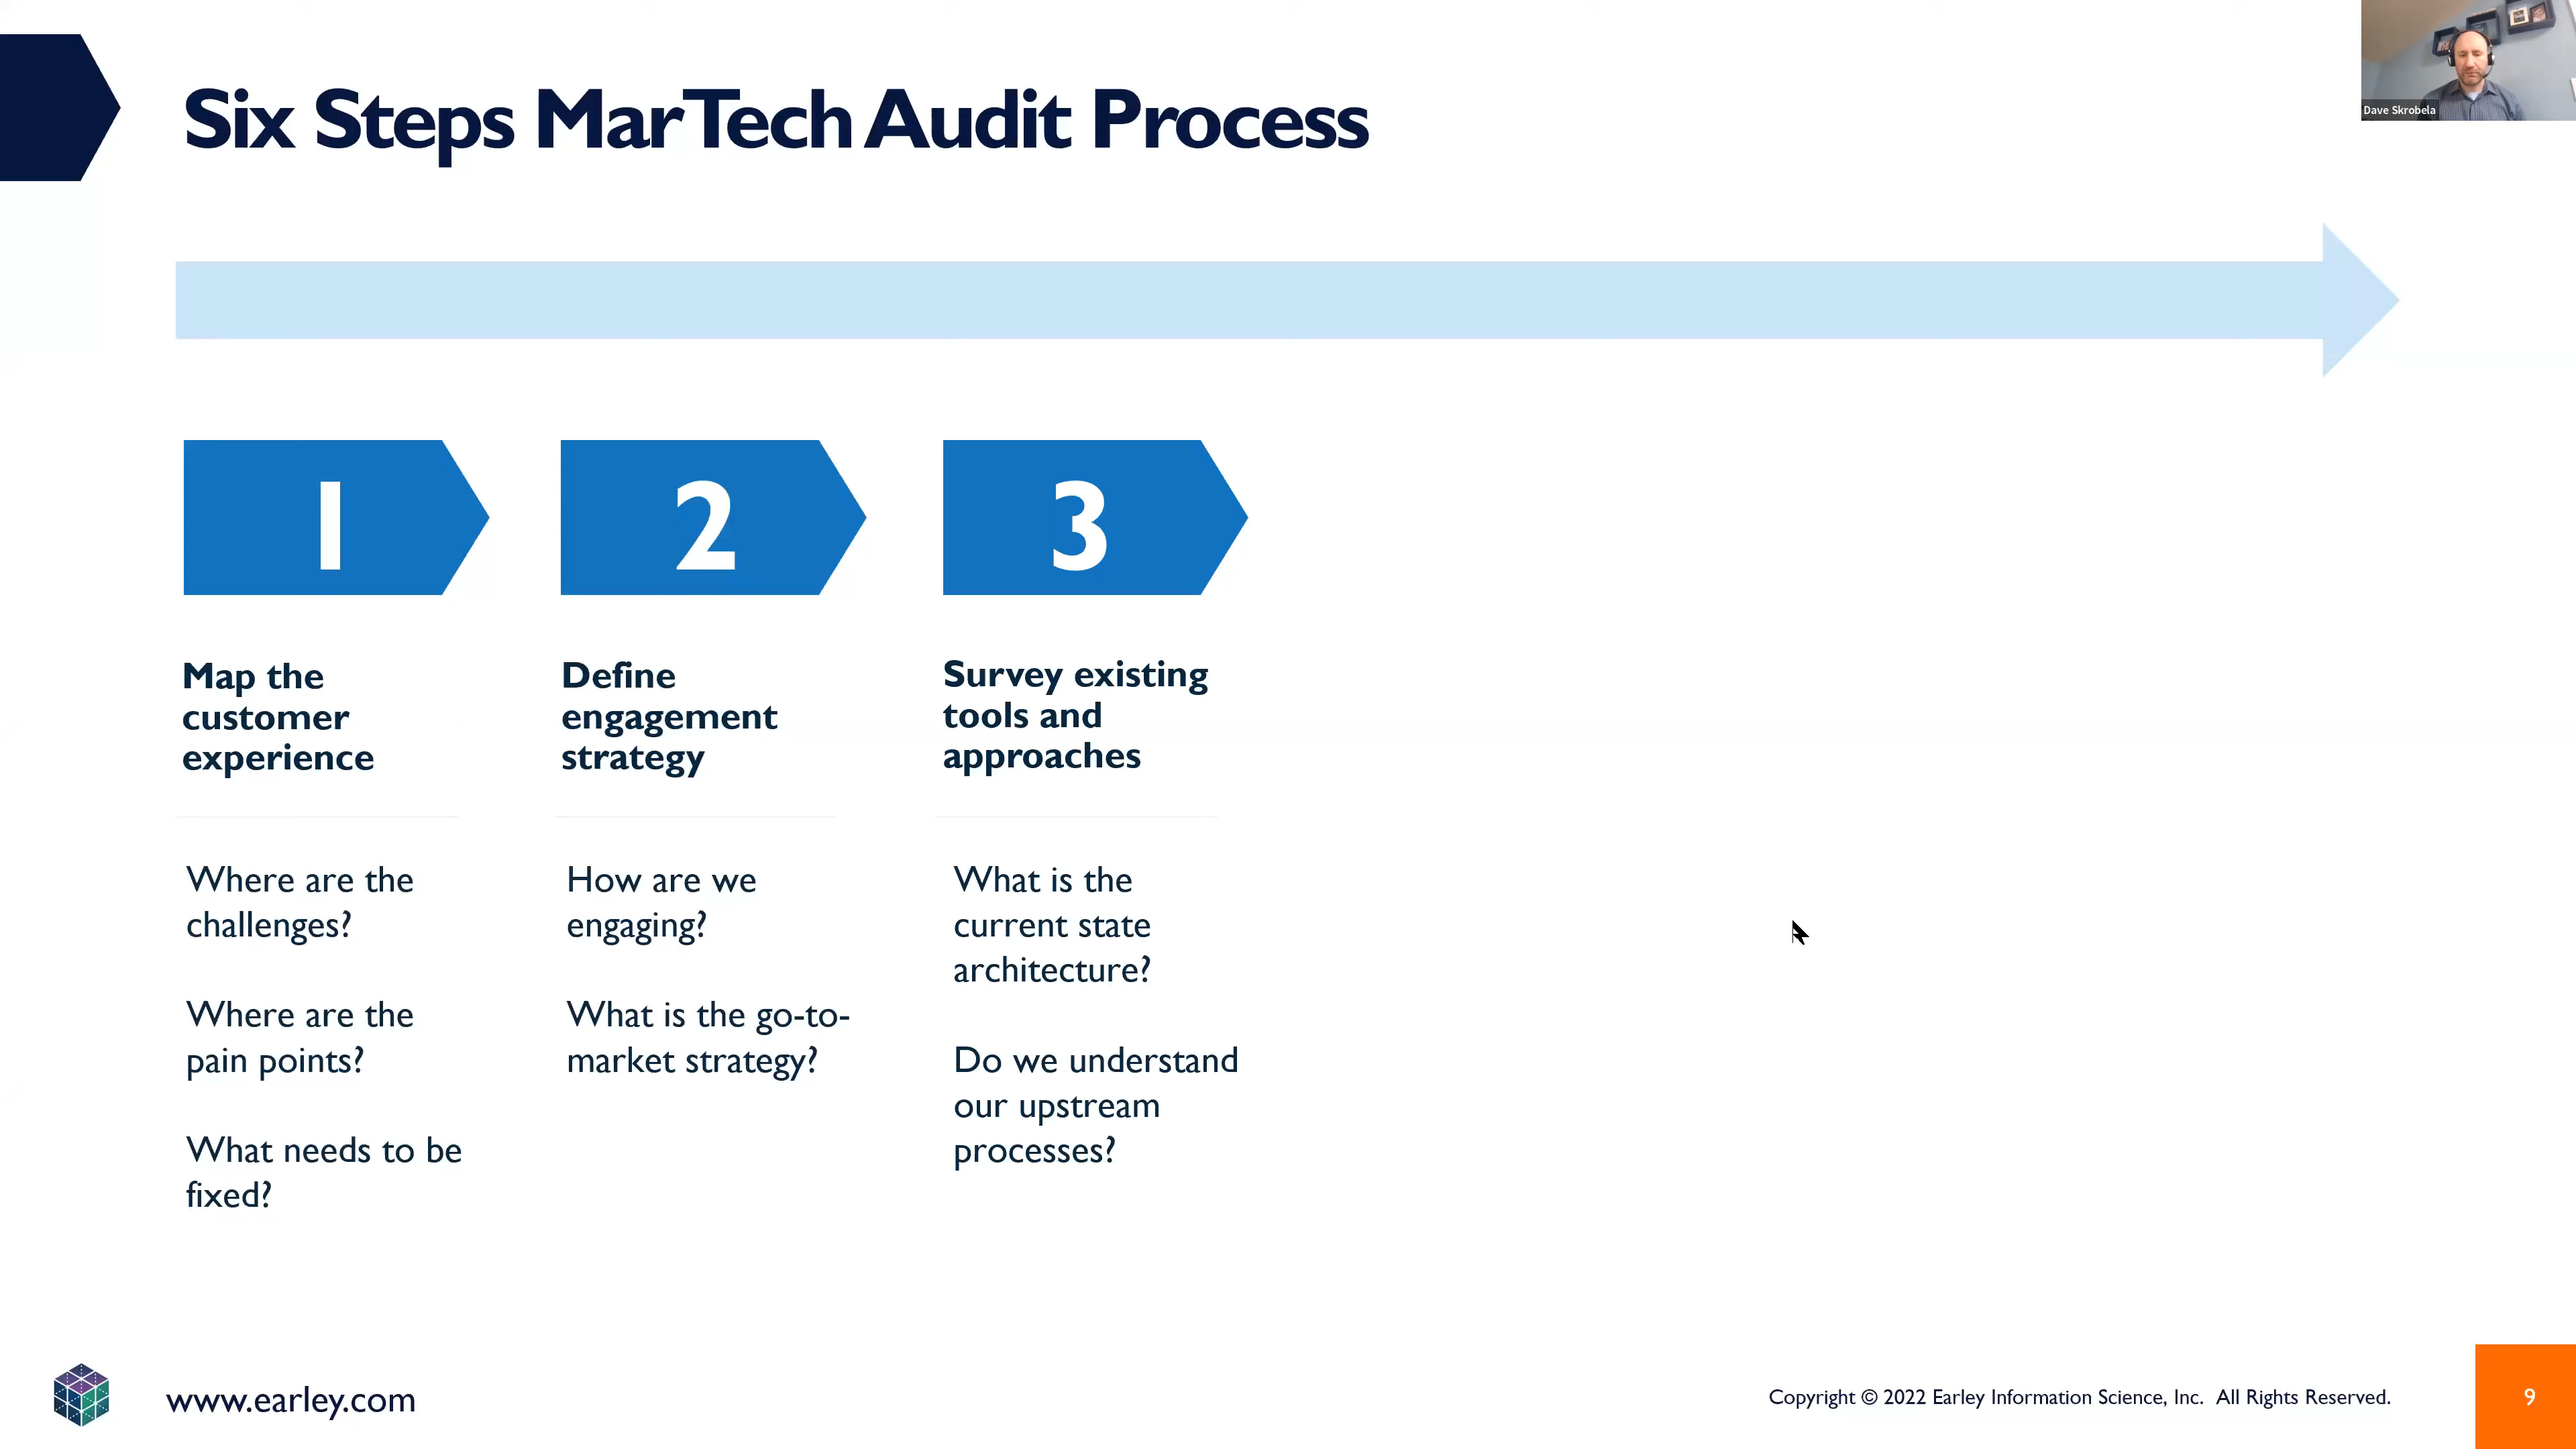 Six Steps MarTech Audit Process
Dave Skrobela
1
2
3
Map the
customer
experience
Define
engagement
strategy
Survey existing
tools and
approaches
Where are the
challenges?
Where are the
pain points?
What needs to be
fixed?
How are we
engaging?
What is the go-to-
market strategy?
What is the
current state
architecture?
Do we understand
our upstream
processes?
www.earley.com
Copyright © 2022 Earley Information Science, Inc. All Rights Reserved.
9